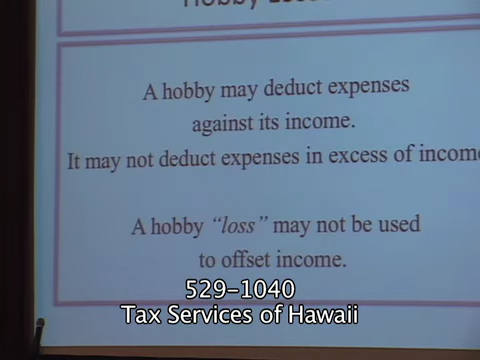 Hobby
A hobby may deduct expenses
against its income.
It may not deduct expenses in excess of income
A hobby “loss” may not be used
to offset income.
529-1040
Tax Services of Hawaii